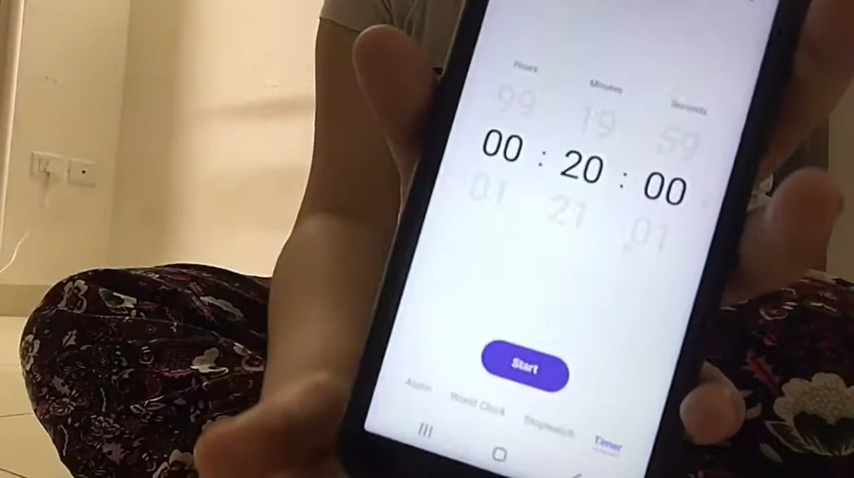 Hours Minutes Seconds
99 19 59
00 : 20 : 00
01 21 01
Start
Alarm World Clock Stopwatch Timer